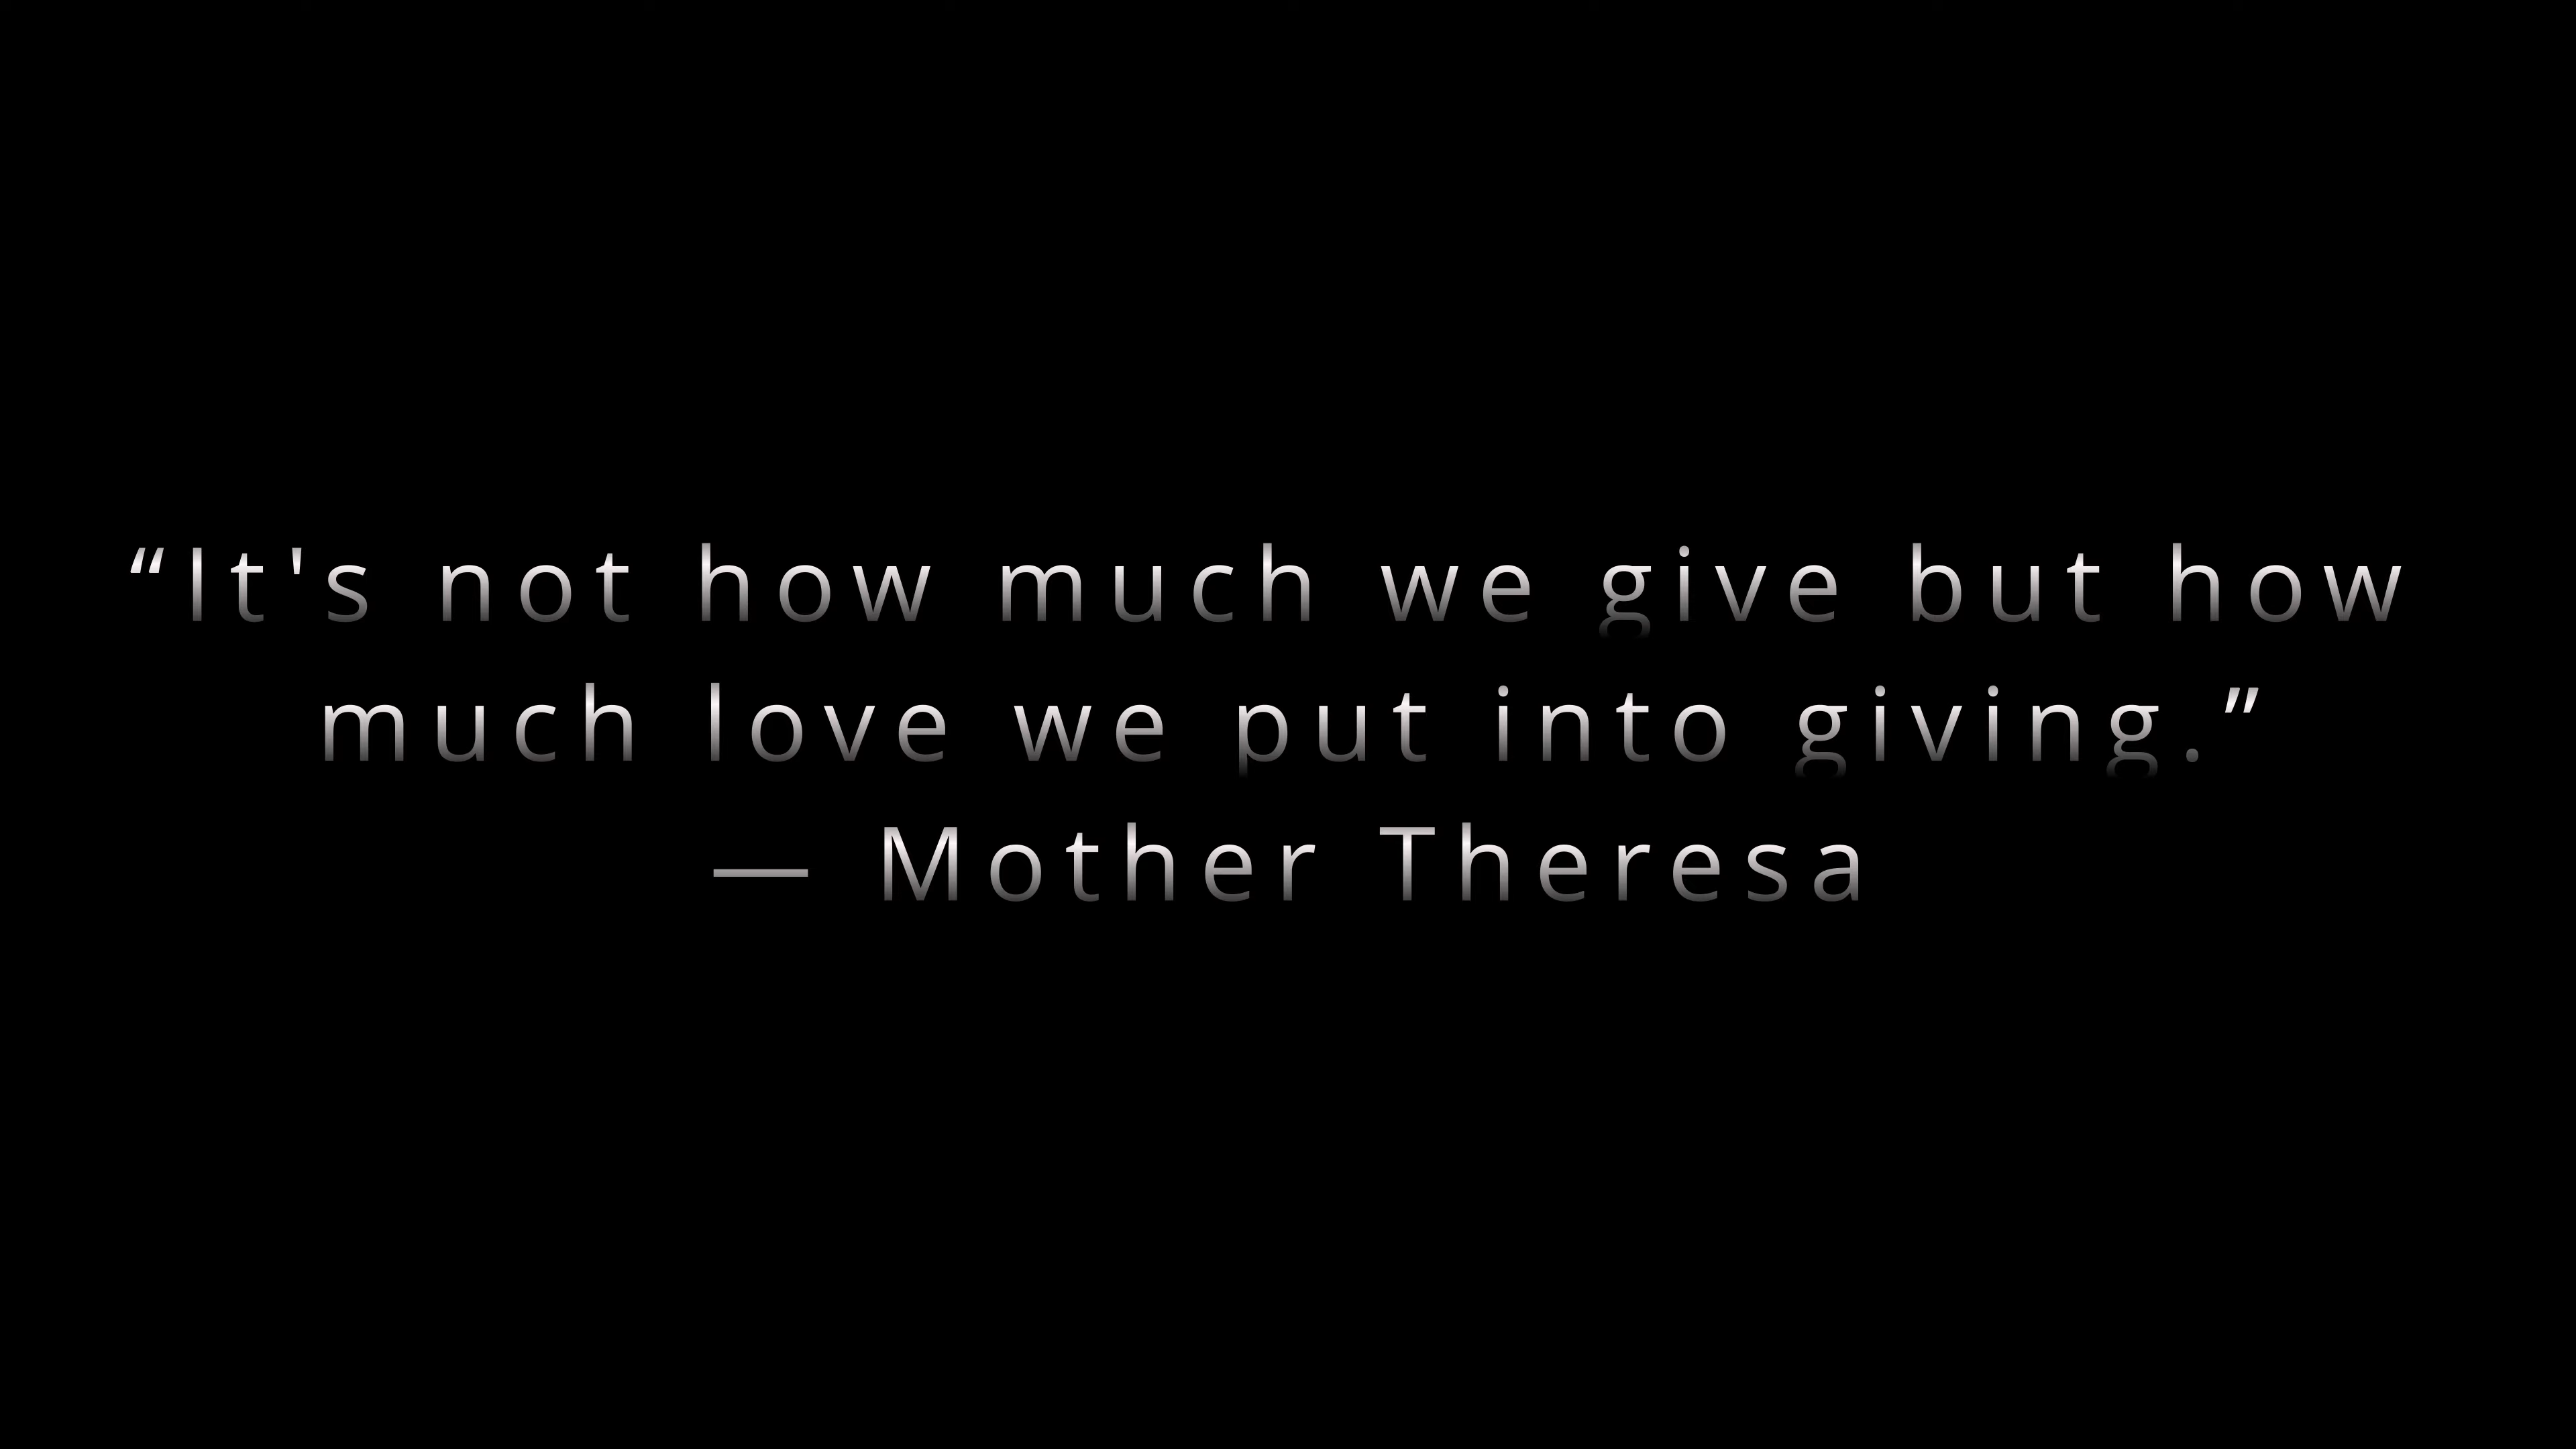 “It's not how much we give but how
much love we put into giving.”
— Mother Theresa